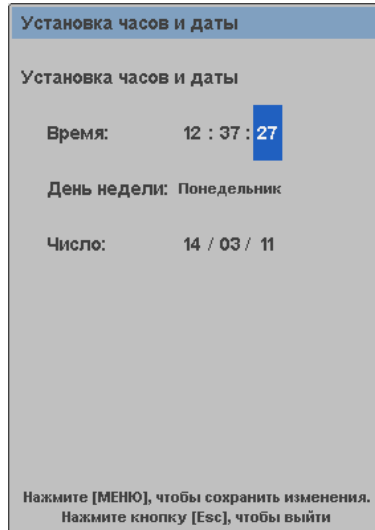 Установка часов и даты
Установка часов и даты
Время: 12 : 37 : 27
День недели: Понедельник
Число: 14 / 03 / 11
Нажмите [МЕНЮ], чтобы сохранить изменения.
Нажмите кнопку [Esc], чтобы выйти